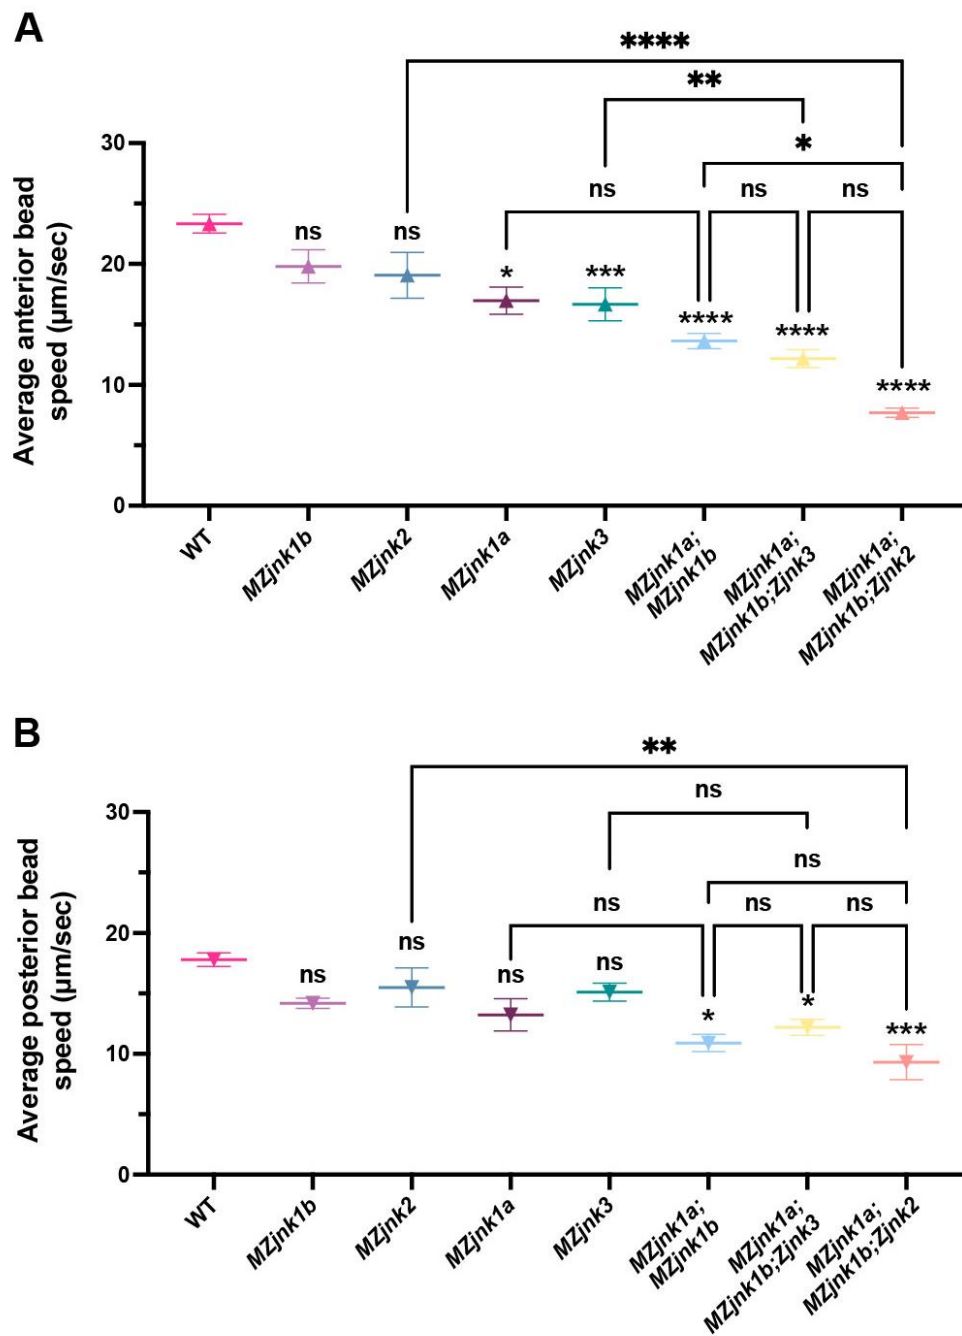 A
****
**
*
ns
ns
ns
30
20
10
0
Average anterior bead
speed (µm/sec)
ns
ns
*
***
****
****
****
WT
MZjnk1b
MZjnk2
MZjnk1a
MZjnk3
MZjnk1a;
MZjnk1b
MZjnk1a;
MZjnk1b;Zjnk3
MZjnk1a;
MZjnk1b;Zjnk2
B
**
ns
ns
ns
ns
ns
30
20
10
0
Average posterior bead
speed (µm/sec)
ns
ns
ns
ns
*
*
***
WT
MZjnk1b
MZjnk2
MZjnk1a
MZjnk3
MZjnk1a;
MZjnk1b
MZjnk1a;
MZjnk1b;Zjnk3
MZjnk1a;
MZjnk1b;Zjnk2